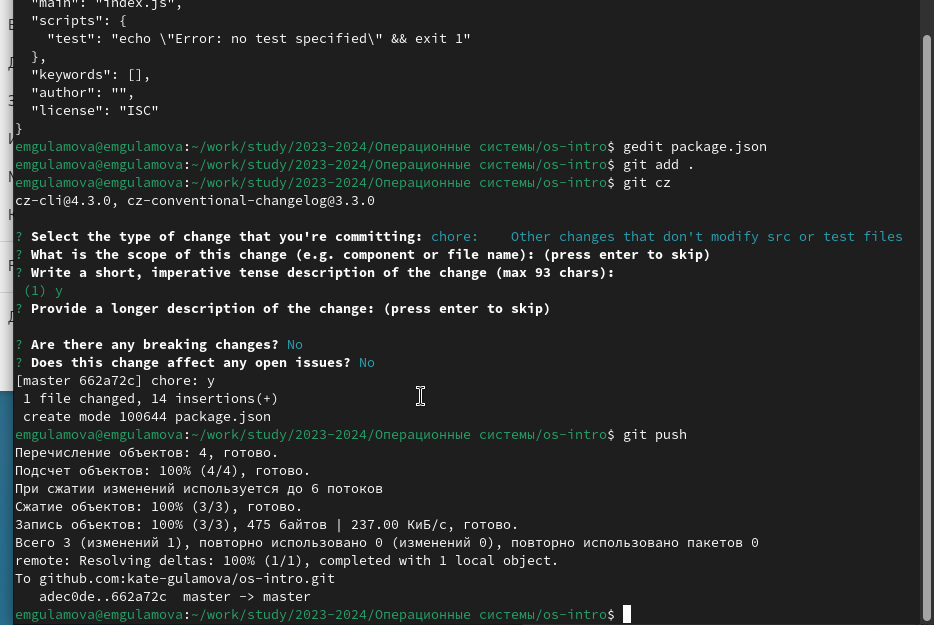 "main": "index.js",
"scripts": {
"test": "echo \"Error: no test specified\" && exit 1"
},
"keywords": [],
"author": "",
"license": "ISC"
}
emgulamova@emgulamova:~/work/study/2023-2024/Операционные системы/os-intro$ gedit package.json
emgulamova@emgulamova:~/work/study/2023-2024/Операционные системы/os-intro$ git add .
emgulamova@emgulamova:~/work/study/2023-2024/Операционные системы/os-intro$ git cz
cz-cli@4.3.0, cz-conventional-changelog@3.3.0
? Select the type of change that you're committing: chore: Other changes that don't modify src or test files
? What is the scope of this change (e.g. component or file name): (press enter to skip)
? Write a short, imperative tense description of the change (max 93 chars):
(1) y
? Provide a longer description of the change: (press enter to skip)
? Are there any breaking changes? No
? Does this change affect any open issues? No
[master 662a72c] chore: y
1 file changed, 14 insertions(+)
create mode 100644 package.json
emgulamova@emgulamova:~/work/study/2023-2024/Операционные системы/os-intro$ git push
Перечисление объектов: 4, готово.
Подсчет объектов: 100% (4/4), готово.
При сжатии изменений используется до 6 потоков
Сжатие объектов: 100% (3/3), готово.
Запись объектов: 100% (3/3), 475 байтов | 237.00 КиБ/с, готово.
Всего 3 (изменений 1), повторно использовано 0 (изменений 0), повторно использовано пакетов 0
remote: Resolving deltas: 100% (1/1), completed with 1 local object.
To github.com:kate-gulamova/os-intro.git
adec0de..662a72c master -> master
emgulamova@emgulamova:~/work/study/2023-2024/Операционные системы/os-intro$